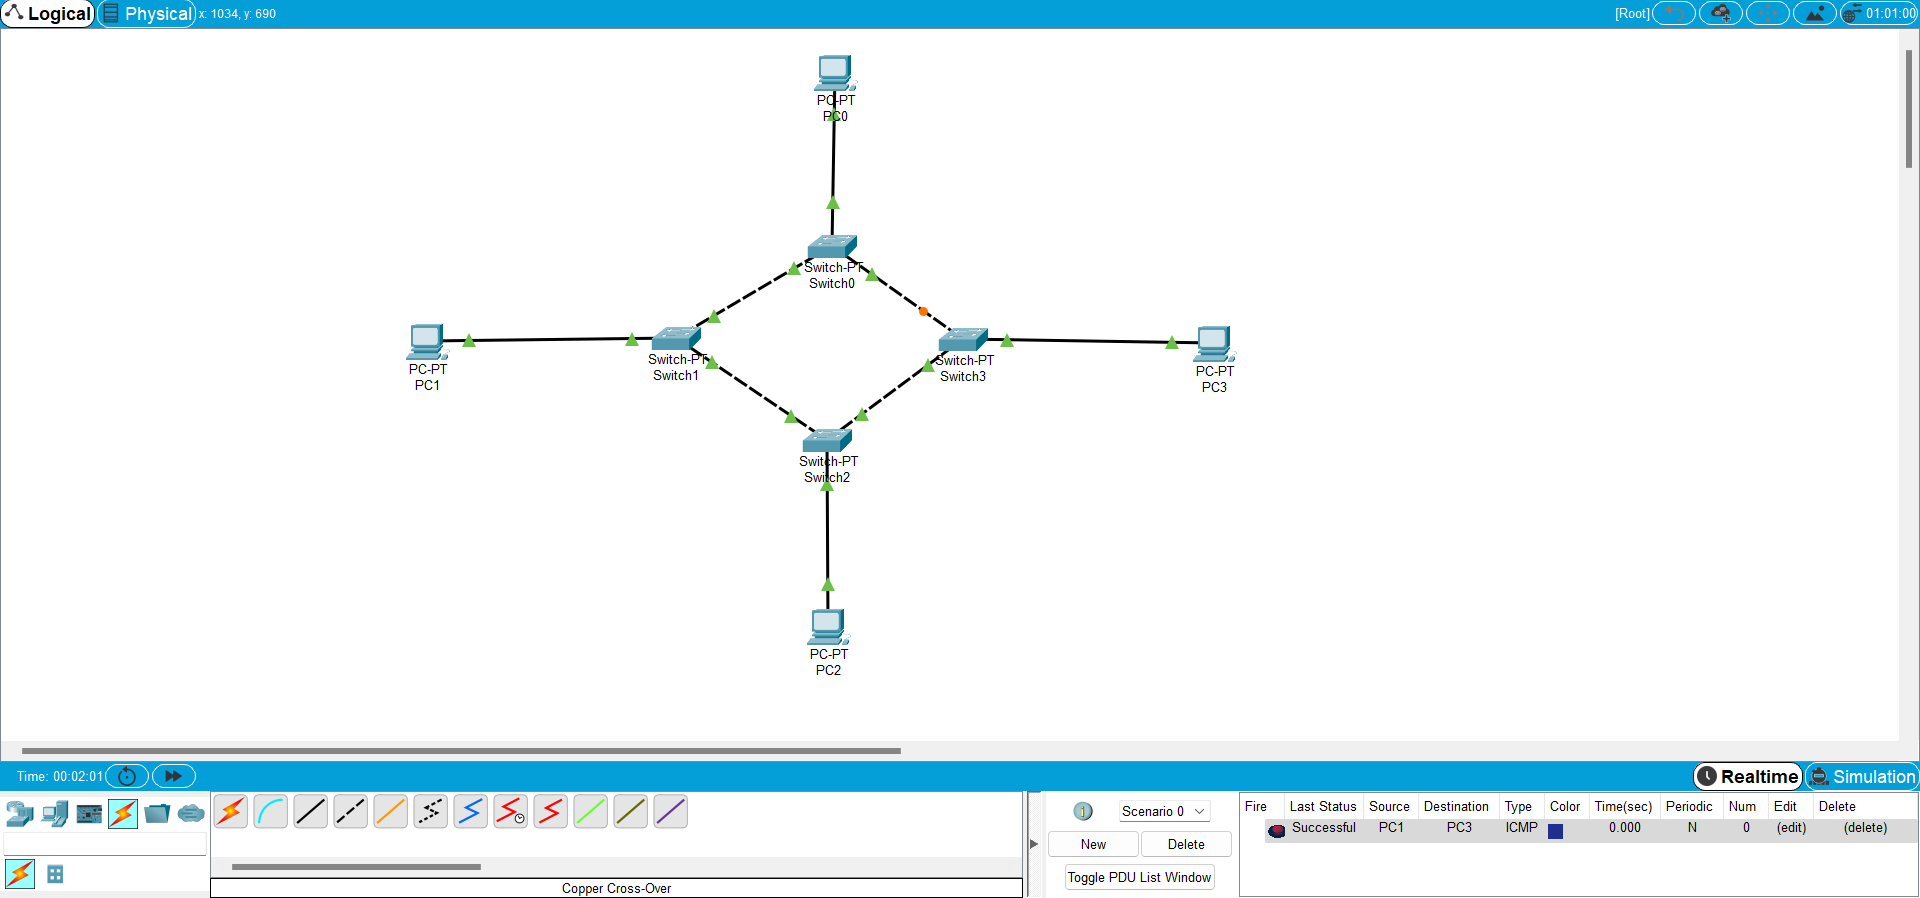 Logical Physical x: 1034, y: 690 [Root] 01:01:00
PC-PT
PC0
Switch-PT
Switch0
PC-PT
PC1
Switch-PT
Switch1
Switch-PT
Switch3
PC-PT
PC3
Switch-PT
Switch2
PC-PT
PC2
Time: 00:02:01 Realtime Simulation
Scenario 0
New Delete
Toggle PDU List Window
Fire Last Status Source Destination Type Color Time(sec) Periodic Num Edit Delete
Successful PC1 PC3 ICMP 0.000 N 0 (edit) (delete)
Copper Cross-Over